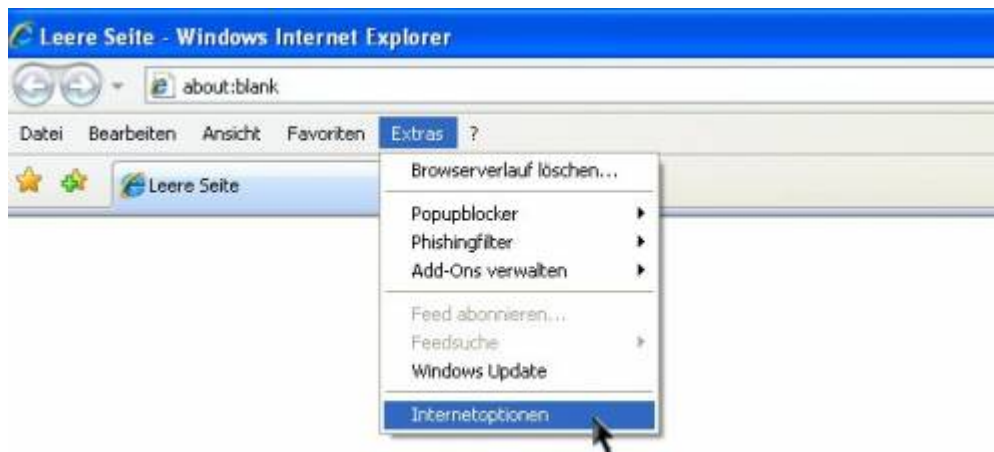 Leere Seite - Windows Internet Explorer
about:blank
Datei Bearbeiten Ansicht Favoriten Extras ?
Leere Seite
Browserverlauf löschen...
Popupblocker
Phishingfilter
Add-Ons verwalten
Feed abonnieren...
Feedsuche
Windows Update
Internetoptionen